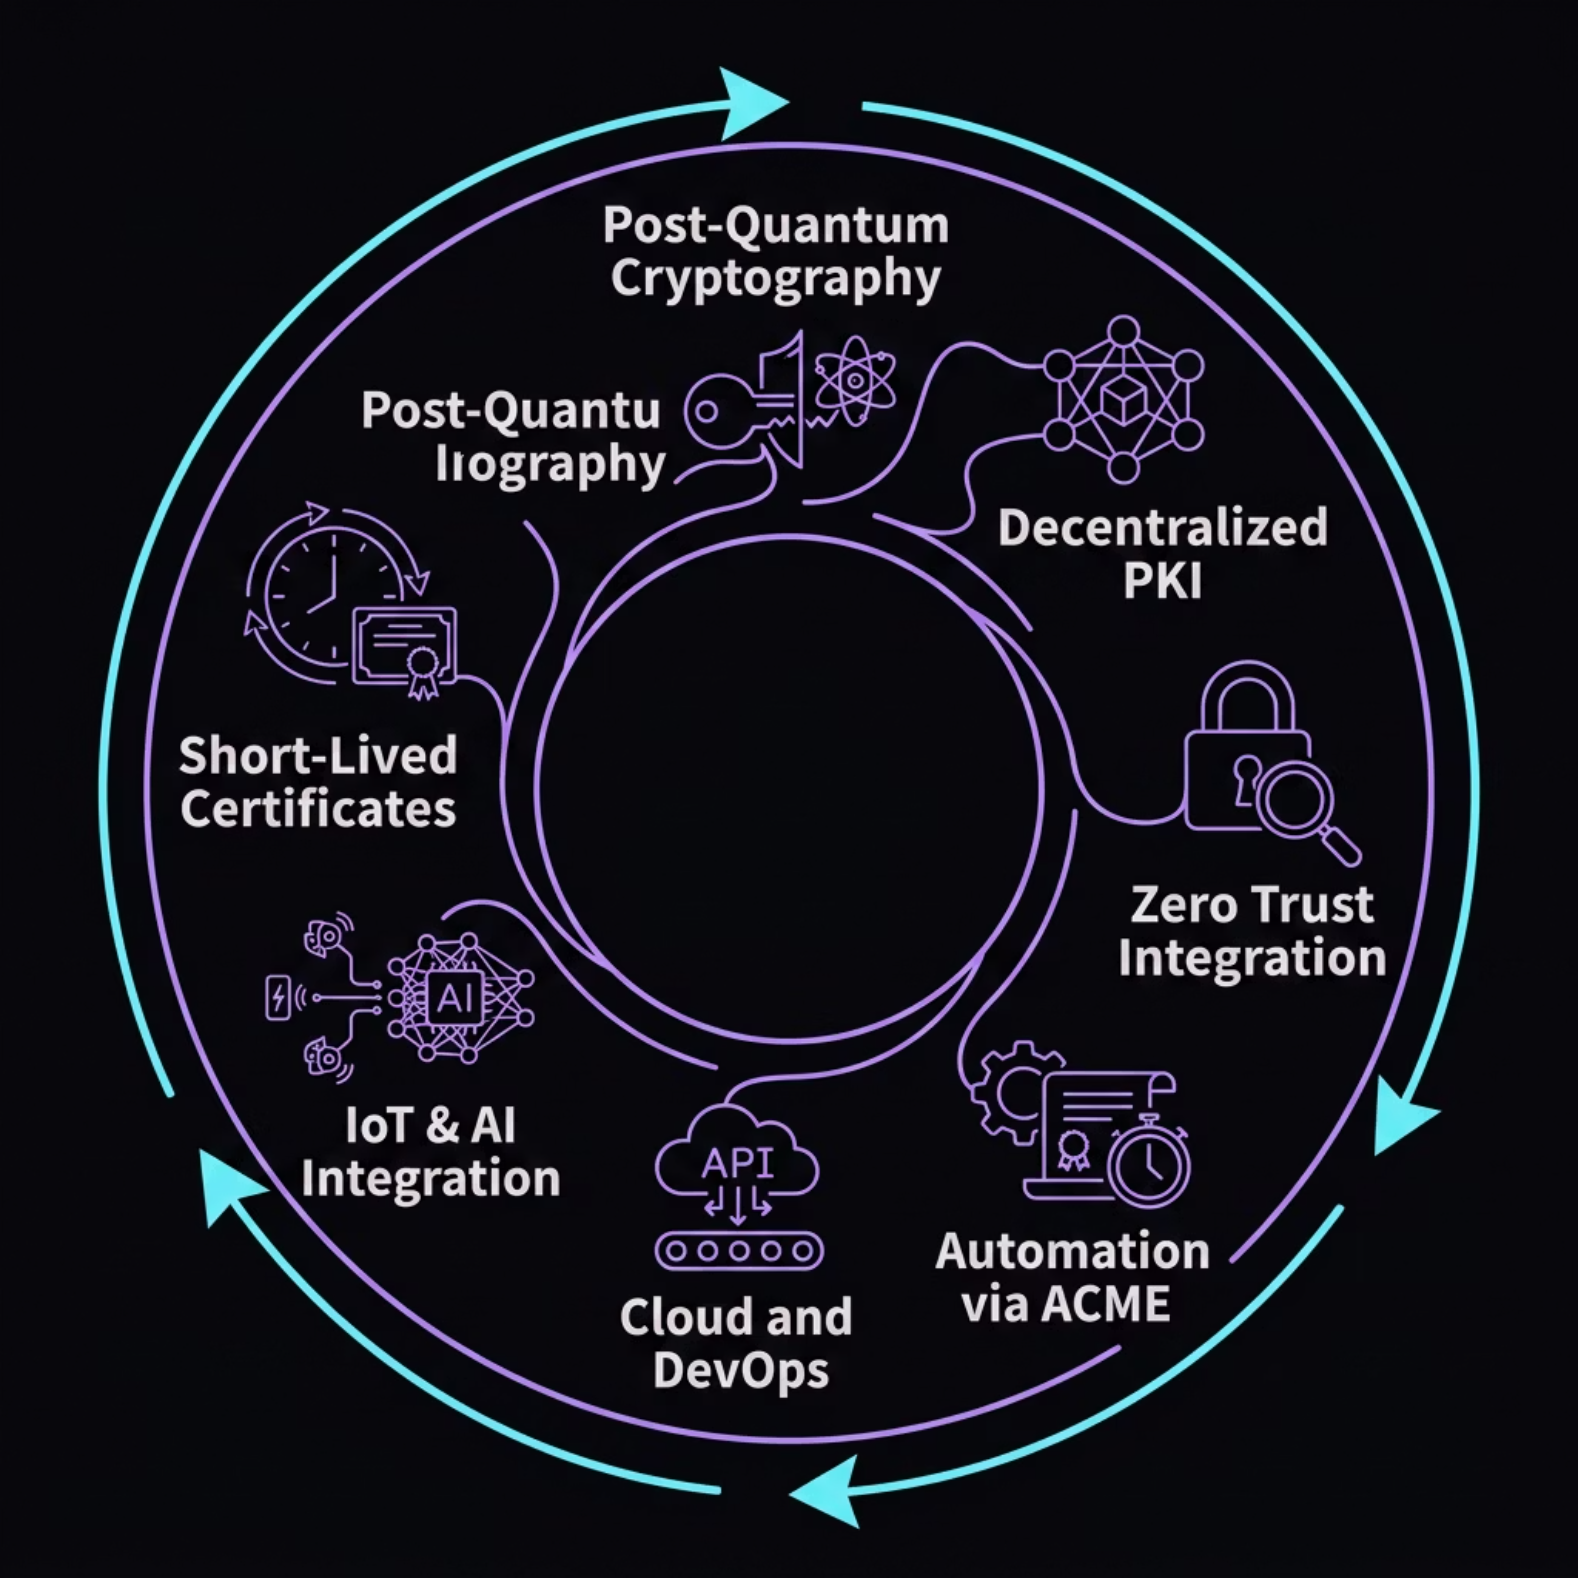 Post-Quantum
Cryptography
Post-Quantu
ography
Decentralized
PKI
Zero Trust
Integration
Automation
via ACME
API
Cloud and
DevOps
AI
IoT & AI
Integration
Short-Lived
Certificates